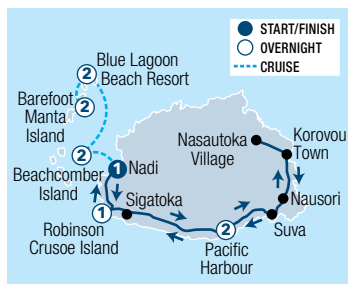 START/FINISH
OVERNIGHT
CRUISE
2
Blue Lagoon
Beach Resort
Barefoot
Manta
Island
2
2
Beachcomber
Island
1
Nadi
Nasautoka
Village
Korovou
Town
1
Sigatoka
Robinson
Crusoe Island
2
Pacific
Harbour
Nausori
Suva